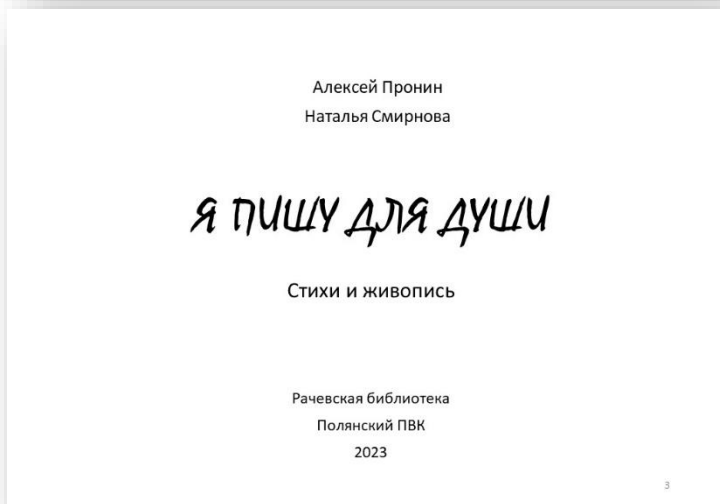 Алексей Пронин
Наталья Смирнова
Я ПИШУ ДЛЯ ДУШИ
Стихи и живопись
Рачевская библиотека
Полянский ПВК
2023
3